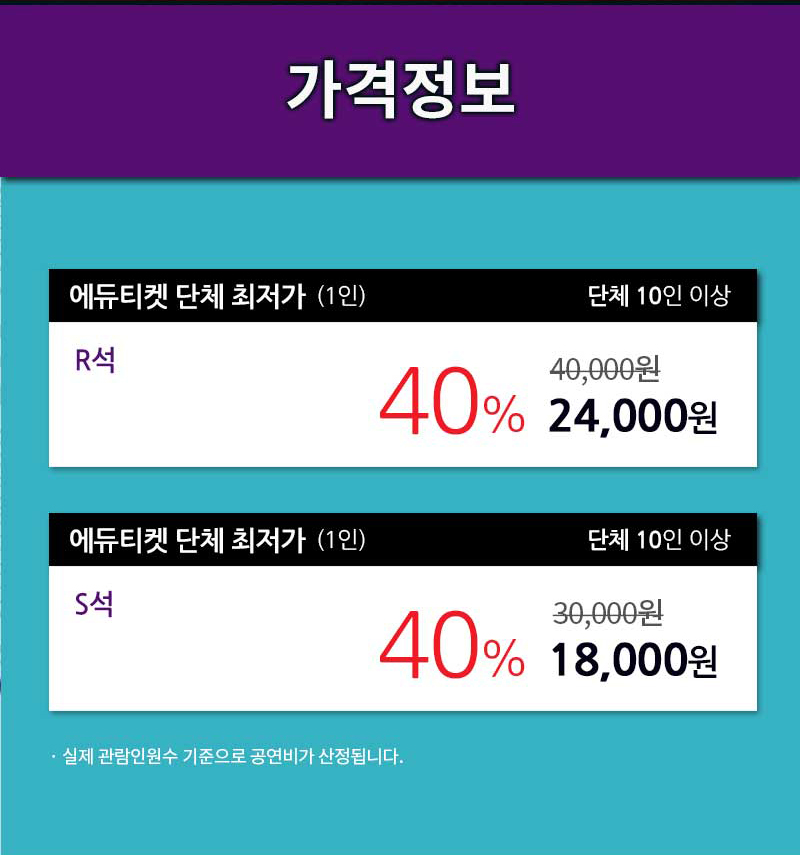 가격정보
에듀티켓 단체 최저가 (1인) 단체 10인 이상
R석
40% 40,000원
24,000원
에듀티켓 단체 최저가 (1인) 단체 10인 이상
S석
40% 30,000원
18,000원
· 실제 관람인원수 기준으로 공연비가 산정됩니다.